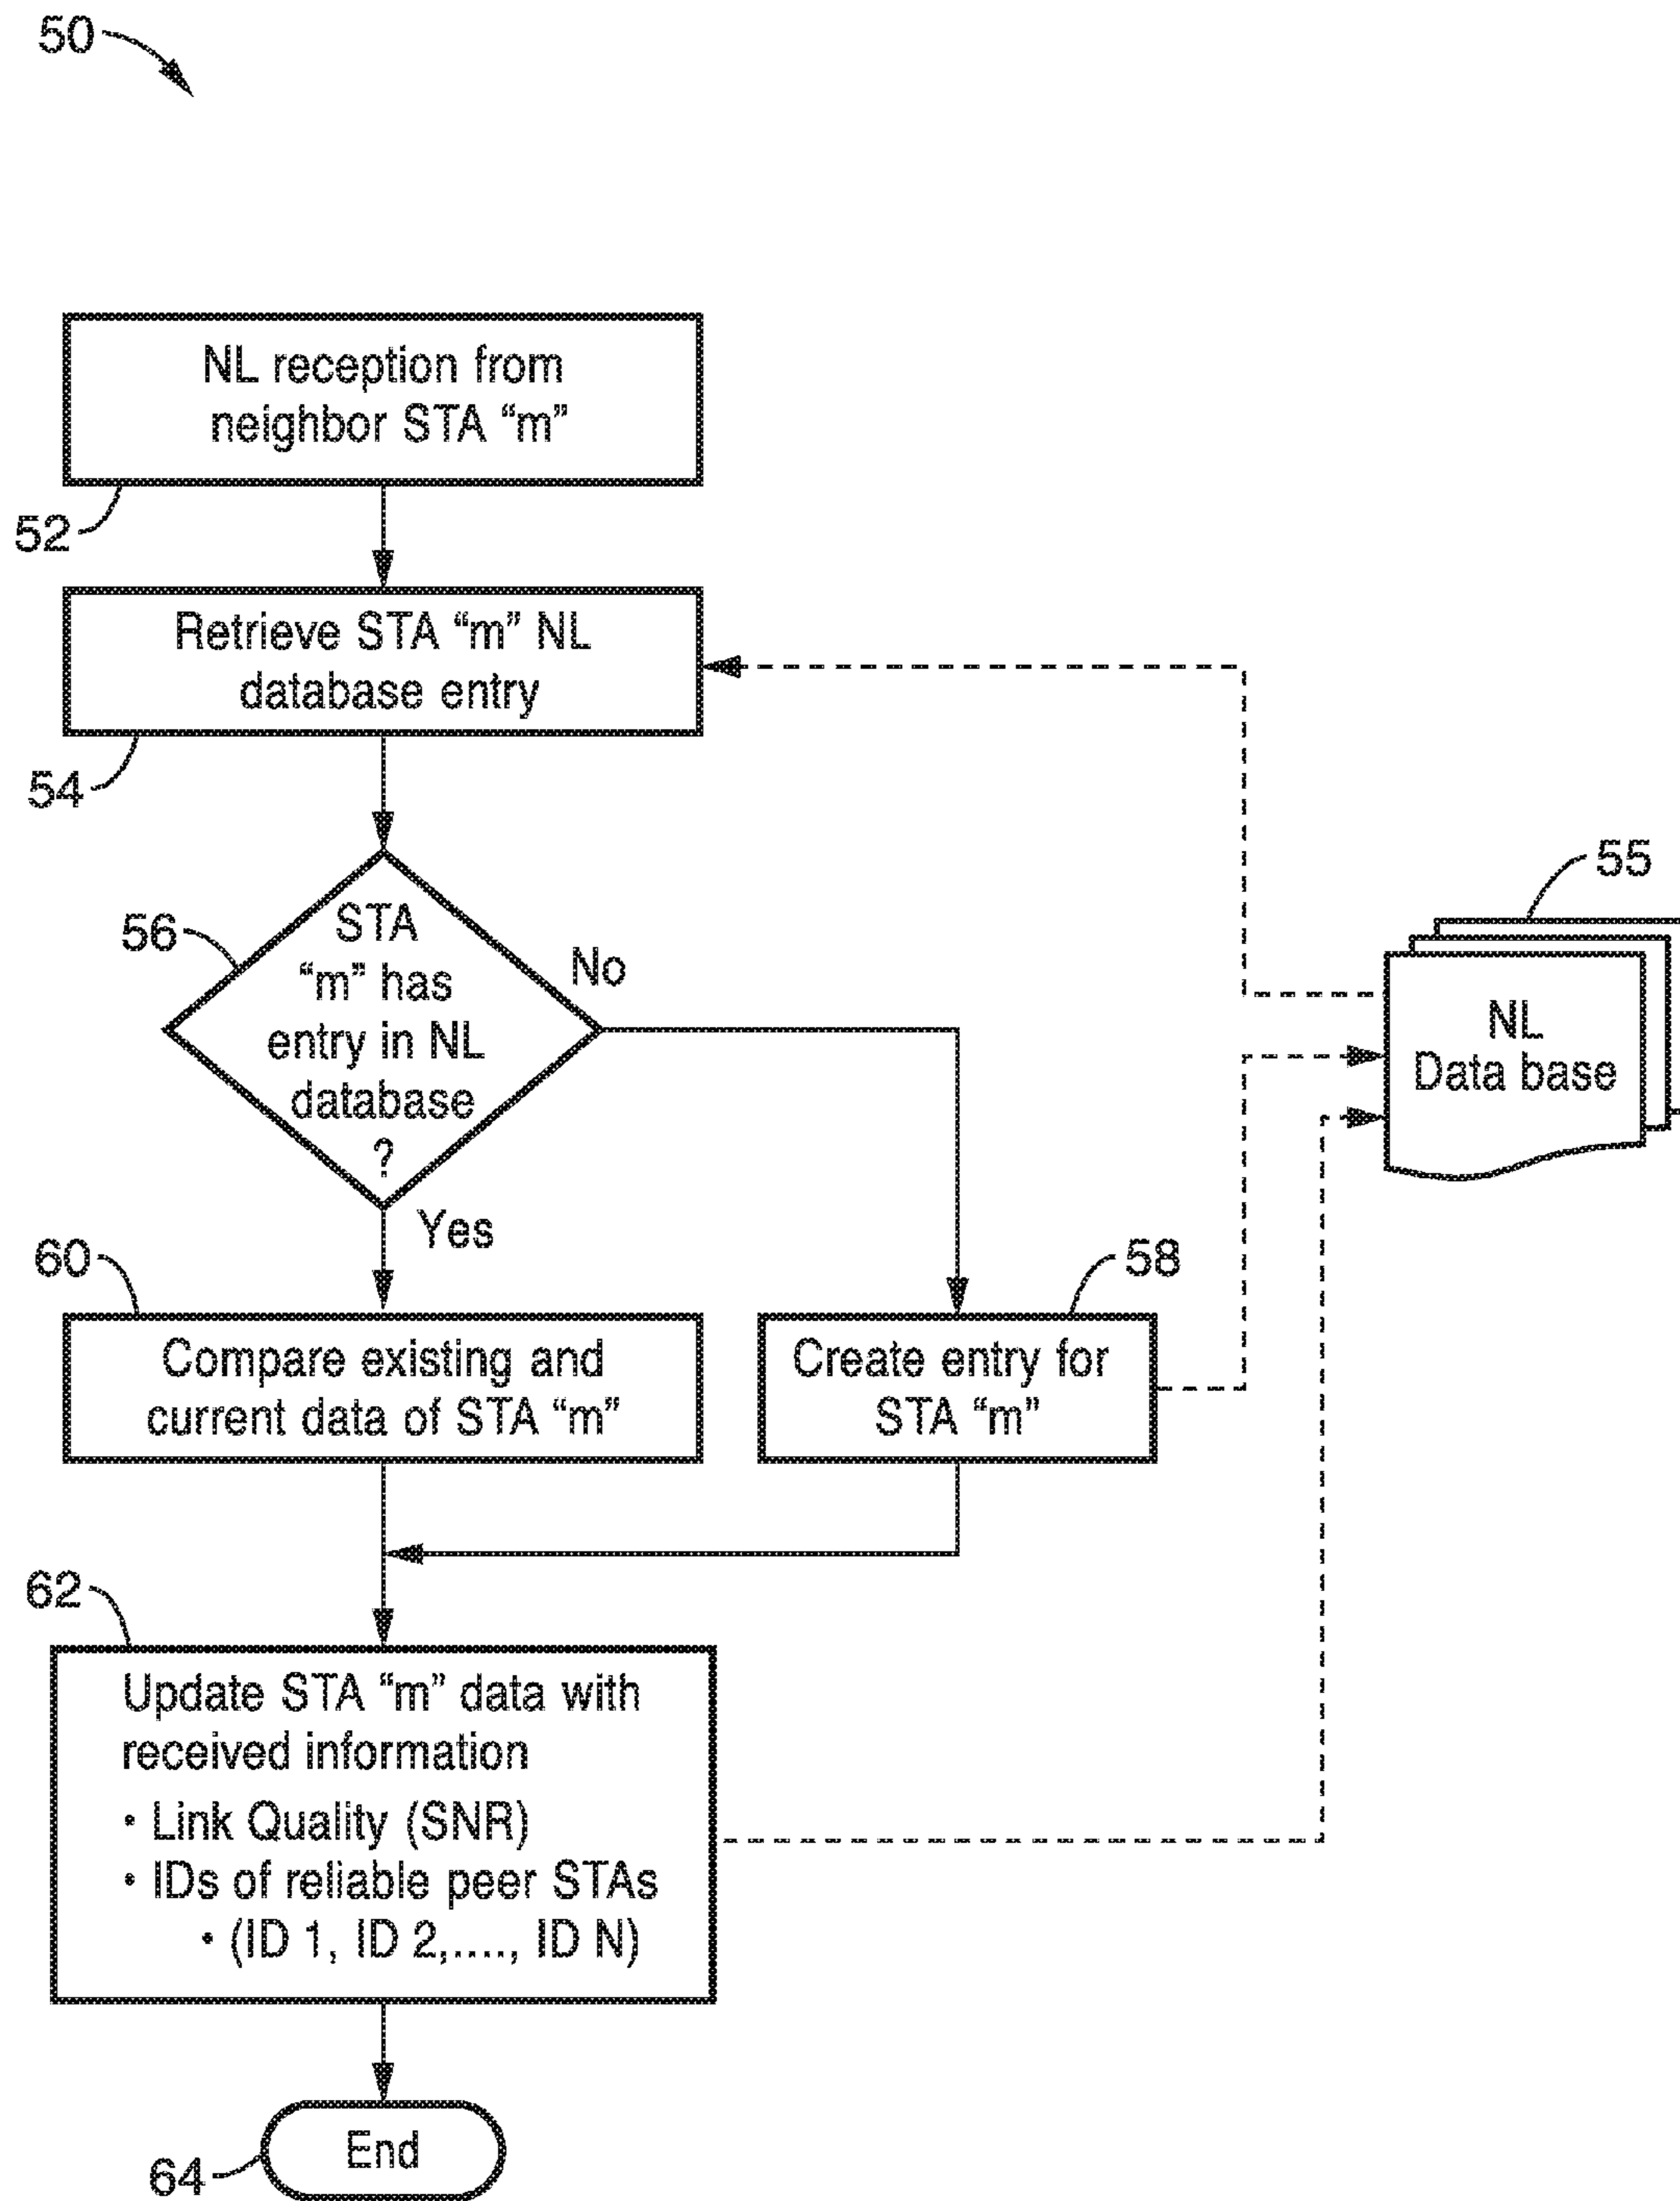 50
NL reception from
neighbor STA “m”
52
Retrieve STA “m” NL
database entry
54
55
56
STA
“m” has
entry in NL
database
?
No
NL
Data base
Yes
60
58
Compare existing and
current data of STA “m”
Create entry for
STA “m”
62
Update STA “m” data with
received information
• Link Quality (SNR)
• IDs of reliable peer STAs
• (ID 1, ID 2,...., ID N)
End
64